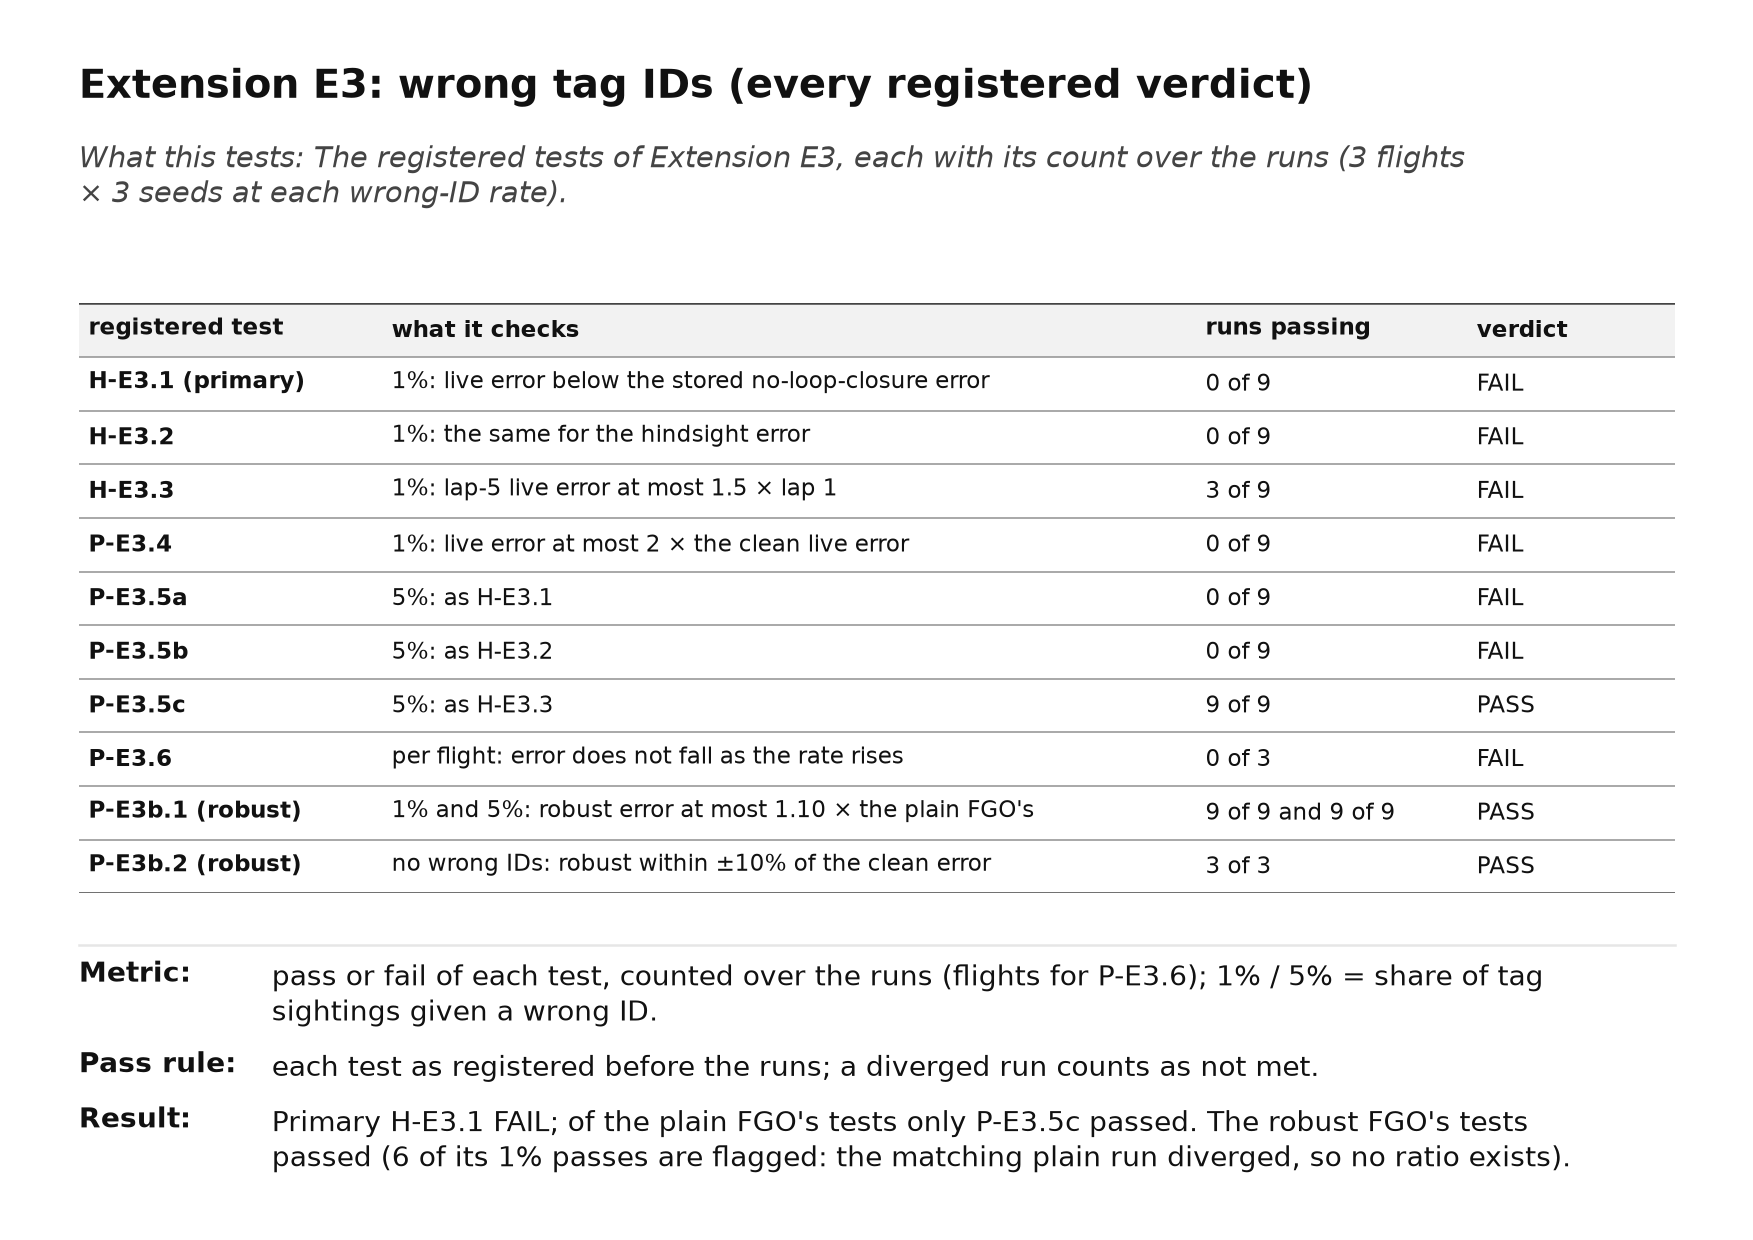 Extension E3: wrong tag IDs (every registered verdict)
What this tests: The registered tests of Extension E3, each with its count over the runs (3 flights
× 3 seeds at each wrong-ID rate).
registered test what it checks runs passing verdict
H-E3.1 (primary) 1%: live error below the stored no-loop-closure error 0 of 9 FAIL
H-E3.2 1%: the same for the hindsight error 0 of 9 FAIL
H-E3.3 1%: lap-5 live error at most 1.5 × lap 1 3 of 9 FAIL
P-E3.4 1%: live error at most 2 × the clean live error 0 of 9 FAIL
P-E3.5a 5%: as H-E3.1 0 of 9 FAIL
P-E3.5b 5%: as H-E3.2 0 of 9 FAIL
P-E3.5c 5%: as H-E3.3 9 of 9 PASS
P-E3.6 per flight: error does not fall as the rate rises 0 of 3 FAIL
P-E3b.1 (robust) 1% and 5%: robust error at most 1.10 × the plain FGO's 9 of 9 and 9 of 9 PASS
P-E3b.2 (robust) no wrong IDs: robust within ±10% of the clean error 3 of 3 PASS
Metric: pass or fail of each test, counted over the runs (flights for P-E3.6); 1% / 5% = share of tag
sightings given a wrong ID.
Pass rule: each test as registered before the runs; a diverged run counts as not met.
Result: Primary H-E3.1 FAIL; of the plain FGO's tests only P-E3.5c passed. The robust FGO's tests
passed (6 of its 1% passes are flagged: the matching plain run diverged, so no ratio exists).